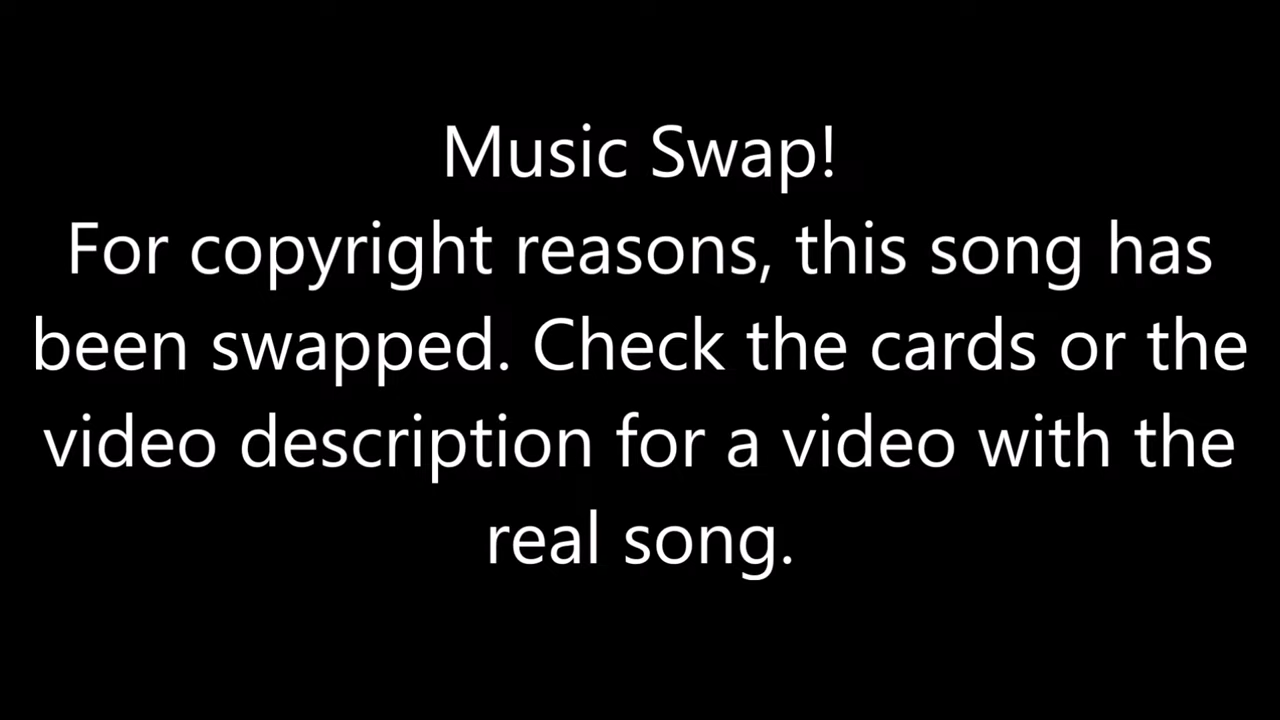 Music Swap!
For copyright reasons, this song has
been swapped. Check the cards or the
video description for a video with the
real song.